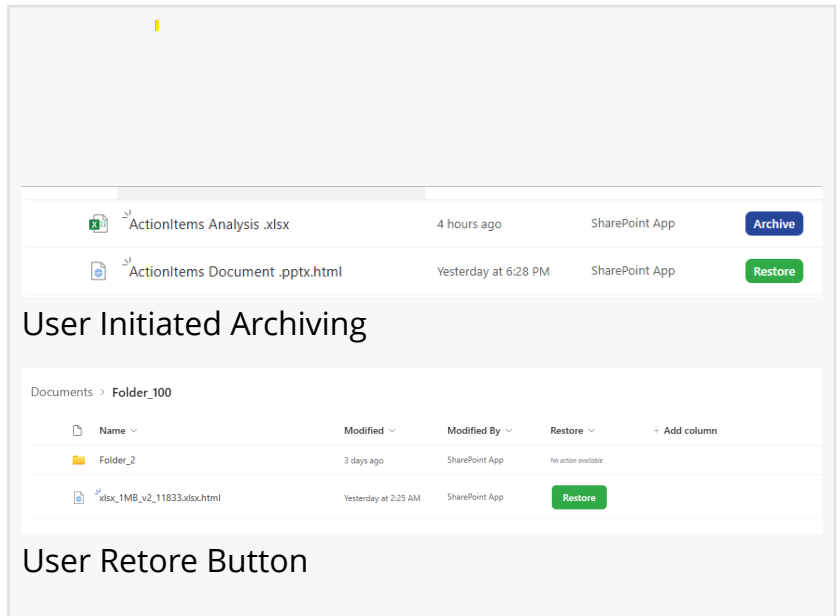 ActionItems Analysis .xlsx 4 hours ago SharePoint App Archive
ActionItems Document .pptx.html Yesterday at 6:28 PM SharePoint App Restore
User Initiated Archiving
Documents > Folder_100
Name Modified Modified By Restore + Add column
Folder_2 3 days ago SharePoint App No action available
xlsx_1MB_v2_11833.xlsx.html Yesterday at 2:25 AM SharePoint App Restore
User Retore Button